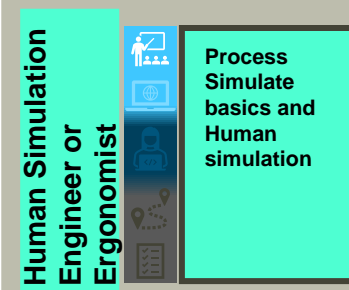 Human Simulation
Engineer or
Ergonomist
Process
Simulate
basics and
Human
simulation